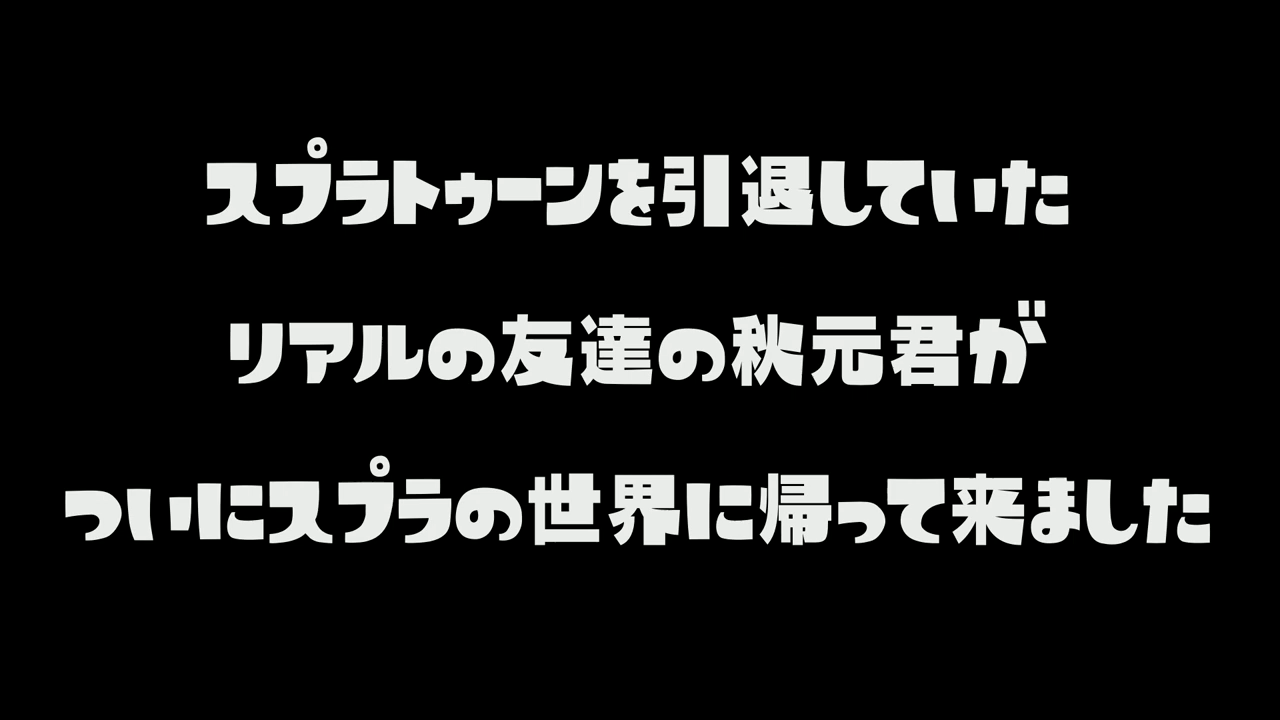 スプラトゥーンを引退していた
リアルの友達の秋元君が
ついにスプラの世界に帰って来ました